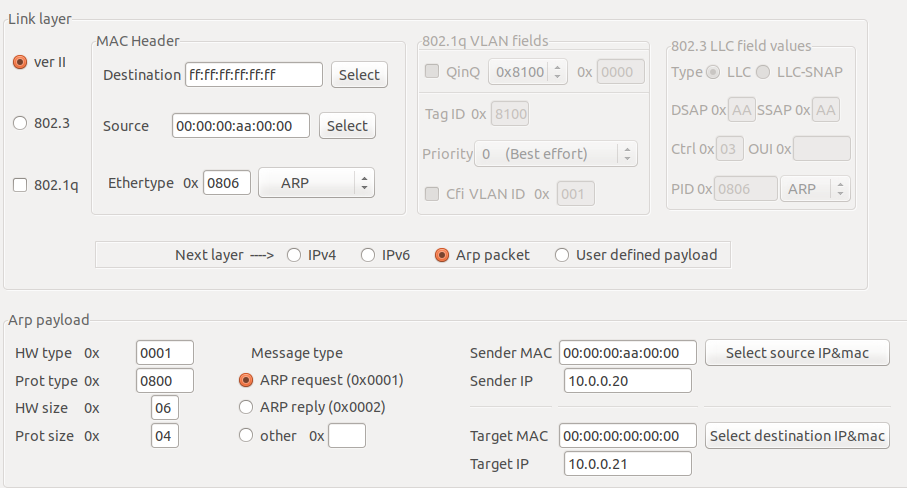 Link layer
ver II
802.3
802.1q
MAC Header
Destination ff:ff:ff:ff:ff:ff Select
Source 00:00:00:aa:00:00 Select
Ethertype 0x 0806 ARP
802.1q VLAN fields
QinQ 0x8100 0x 0000
Tag ID 0x 8100
Priority 0 (Best effort)
Cfi VLAN ID 0x 001
802.3 LLC field values
Type LLC LLC-SNAP
DSAP 0x AA SSAP 0x AA
Ctrl 0x 03 OUI 0x
PID 0x 0806 ARP
Next layer ----> IPv4 IPv6 Arp packet User defined payload
Arp payload
HW type 0x 0001
Prot type 0x 0800
HW size 0x 06
Prot size 0x 04
Message type
ARP request (0x0001)
ARP reply (0x0002)
other 0x
Sender MAC 00:00:00:aa:00:00 Select source IP&mac
Sender IP 10.0.0.20
Target MAC 00:00:00:00:00:00 Select destination IP&mac
Target IP 10.0.0.21